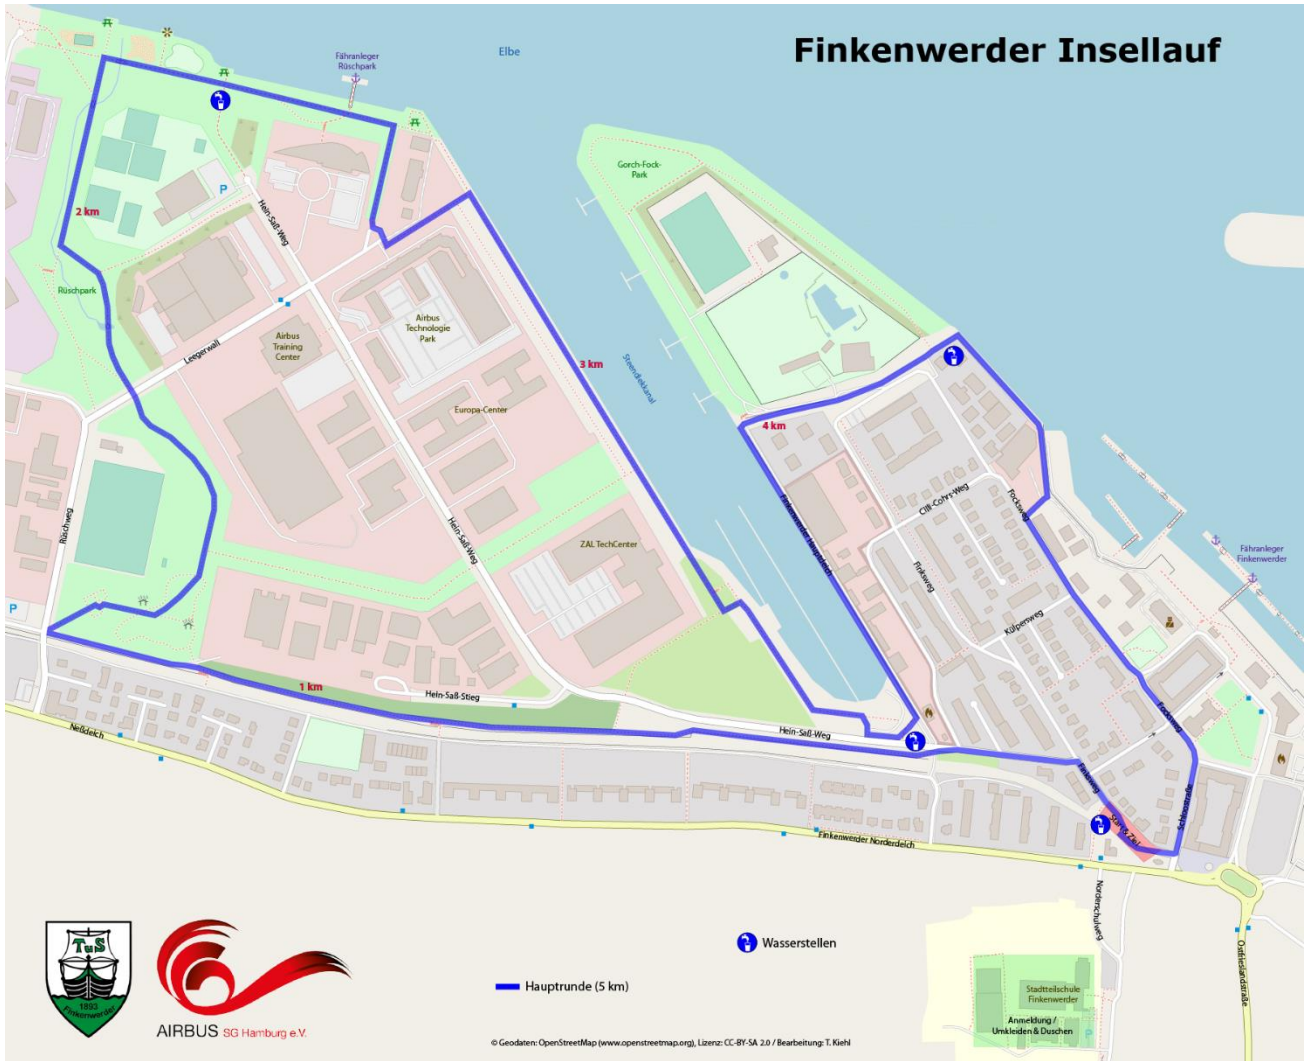 Finkenwerder Insellauf
Elbe
Fähranleger
Rüschpark
Gorch-Fock-
Park
P
2 km
Hein-Saß-Weg
Rüschpark
Leegerwall
Airbus
Training
Center
Airbus
Technologie
Park
3 km
Steendiekkanal
Europa-Center
4 km
Finkenwerder Hauptdeich
Focksweg
Rüschweg
Hein-Saß-Weg
ZAL TechCenter
Finksweg
Külpersweg
Fähranleger
Finkenwerder
P
1 km
Hein-Saß-Stieg
Hein-Saß-Weg
Focksweg
Neßdeich
Finksweg
Start & Ziel
Schloostraße
Finkenwerder Norderdeich
Norderschulweg
Ostfrieslandstraße
TuS
1893
Finkenwerder
AIRBUS SG Hamburg e.V.
Wasserstellen
Hauptrunde (5 km)
Stadtteilschule
Finkenwerder
Anmeldung /
Umkleiden & Duschen
P
© Geodaten: OpenStreetMap (www.openstreetmap.org), Lizenz: CC-BY-SA 2.0 / Bearbeitung: T. Kiehl